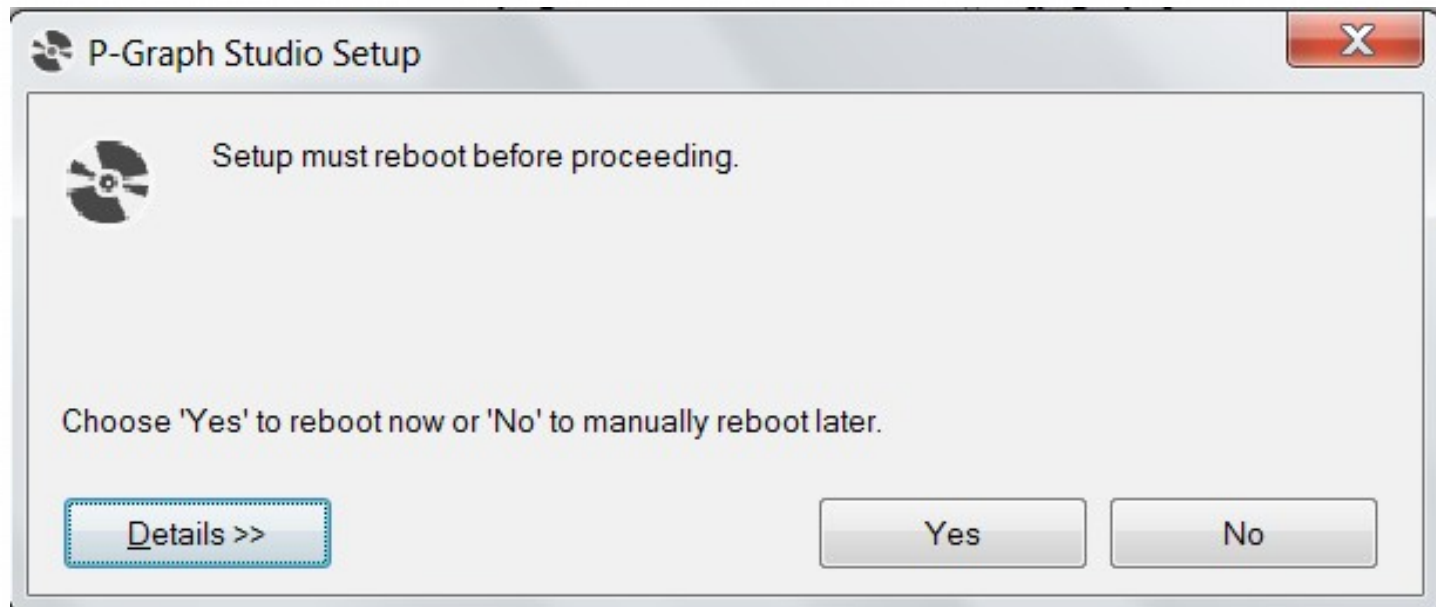 P-Graph Studio Setup
Setup must reboot before proceeding.
Choose 'Yes' to reboot now or 'No' to manually reboot later.
Details >>
Yes
No